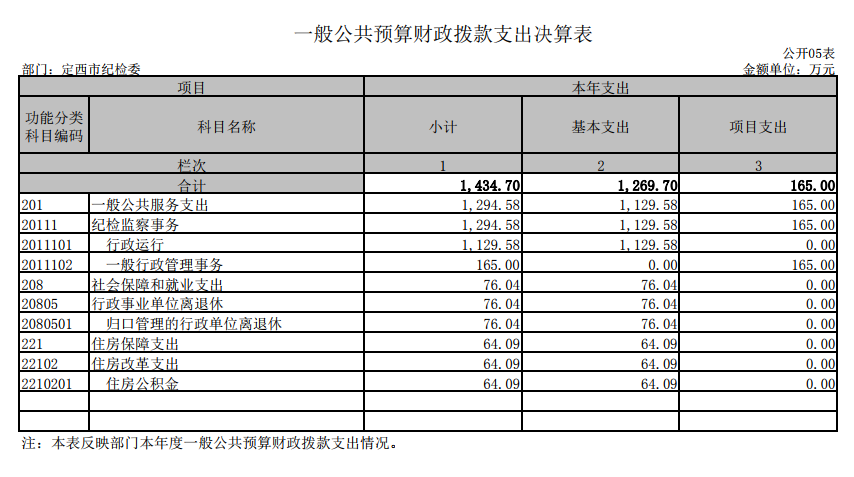 一般公共预算财政拨款支出决算表
公开05表
部门：定西市纪检委 金额单位：万元
项目 本年支出
功能分类科目编码 科目名称 小计 基本支出 项目支出
栏次 1 2 3
合计 1,434.70 1,269.70 165.00
201 一般公共服务支出 1,294.58 1,129.58 165.00
20111 纪检监察事务 1,294.58 1,129.58 165.00
2011101 行政运行 1,129.58 1,129.58 0.00
2011102 一般行政管理事务 165.00 0.00 165.00
208 社会保障和就业支出 76.04 76.04 0.00
20805 行政事业单位离退休 76.04 76.04 0.00
2080501 归口管理的行政单位离退休 76.04 76.04 0.00
221 住房保障支出 64.09 64.09 0.00
22102 住房改革支出 64.09 64.09 0.00
2210201 住房公积金 64.09 64.09 0.00
注：本表反映部门本年度一般公共预算财政拨款支出情况。